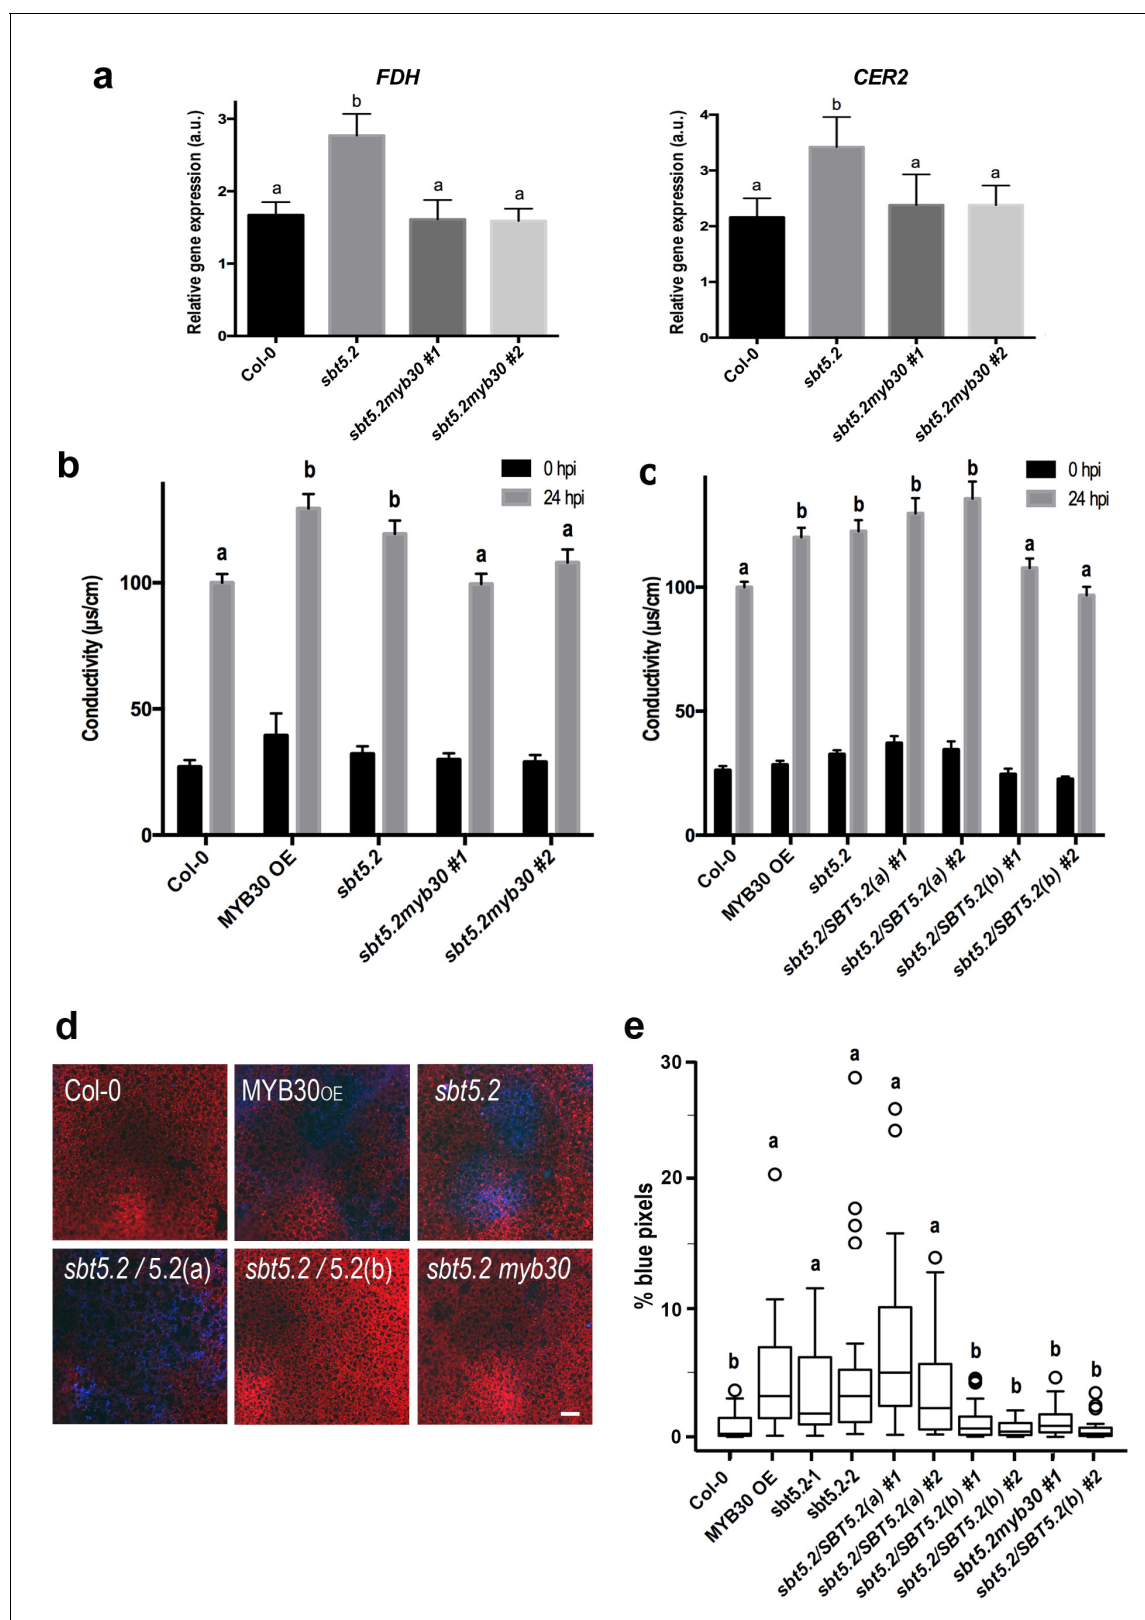 a
FDH
CER2
Relative gene expression (a.u.)
3
2
1
0
a
b
a
a
Col-0
sbt5.2
sbt5.2myb30 #1
sbt5.2myb30 #2
Relative gene expression (a.u.)
4
3
2
1
0
a
b
a
a
Col-0
sbt5.2
sbt5.2myb30 #1
sbt5.2myb30 #2
b
0 hpi
24 hpi
Conductivity (µs/cm)
100
50
0
a
b
b
a
a
Col-0
MYB30 OE
sbt5.2
sbt5.2myb30 #1
sbt5.2myb30 #2
c
0 hpi
24 hpi
Conductivity (µs/cm)
100
50
0
a
b
b
b
b
a
a
Col-0
MYB30 OE
sbt5.2
sbt5.2/SBT5.2(a) #1
sbt5.2/SBT5.2(a) #2
sbt5.2/SBT5.2(b) #1
sbt5.2/SBT5.2(b) #2
d
Col-0
MYB30OE
sbt5.2
sbt5.2 / 5.2(a)
sbt5.2 / 5.2(b)
sbt5.2 myb30
e
% blue pixels
30
20
10
0
b
a
a
a
a
a
b
b
b
b
Col-0
MYB30 OE
sbt5.2-1
sbt5.2-2
sbt5.2/SBT5.2(a) #1
sbt5.2/SBT5.2(a) #2
sbt5.2/SBT5.2(b) #1
sbt5.2/SBT5.2(b) #2
sbt5.2myb30 #1
sbt5.2/SBT5.2(b) #2